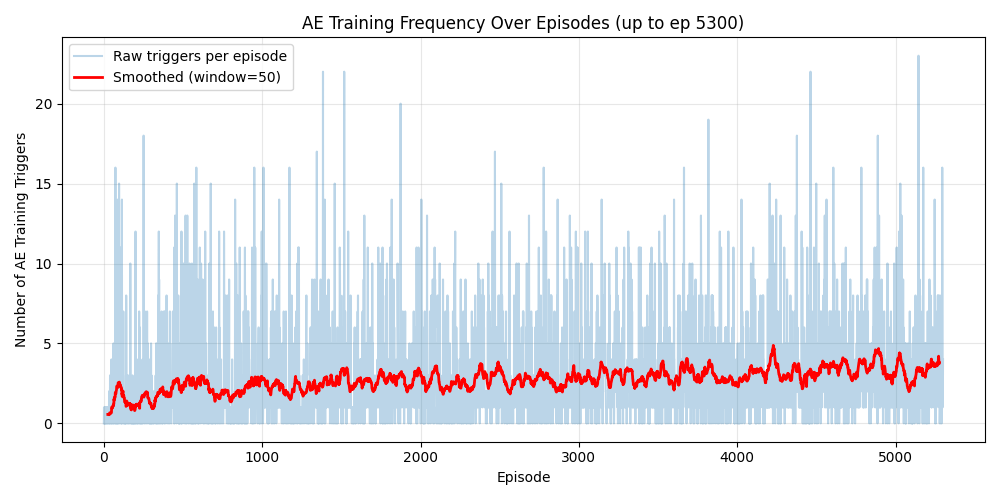 AE Training Frequency Over Episodes (up to ep 5300)
Raw triggers per episode
Smoothed (window=50)
Number of AE Training Triggers
20
15
10
5
0
0 1000 2000 3000 4000 5000
Episode